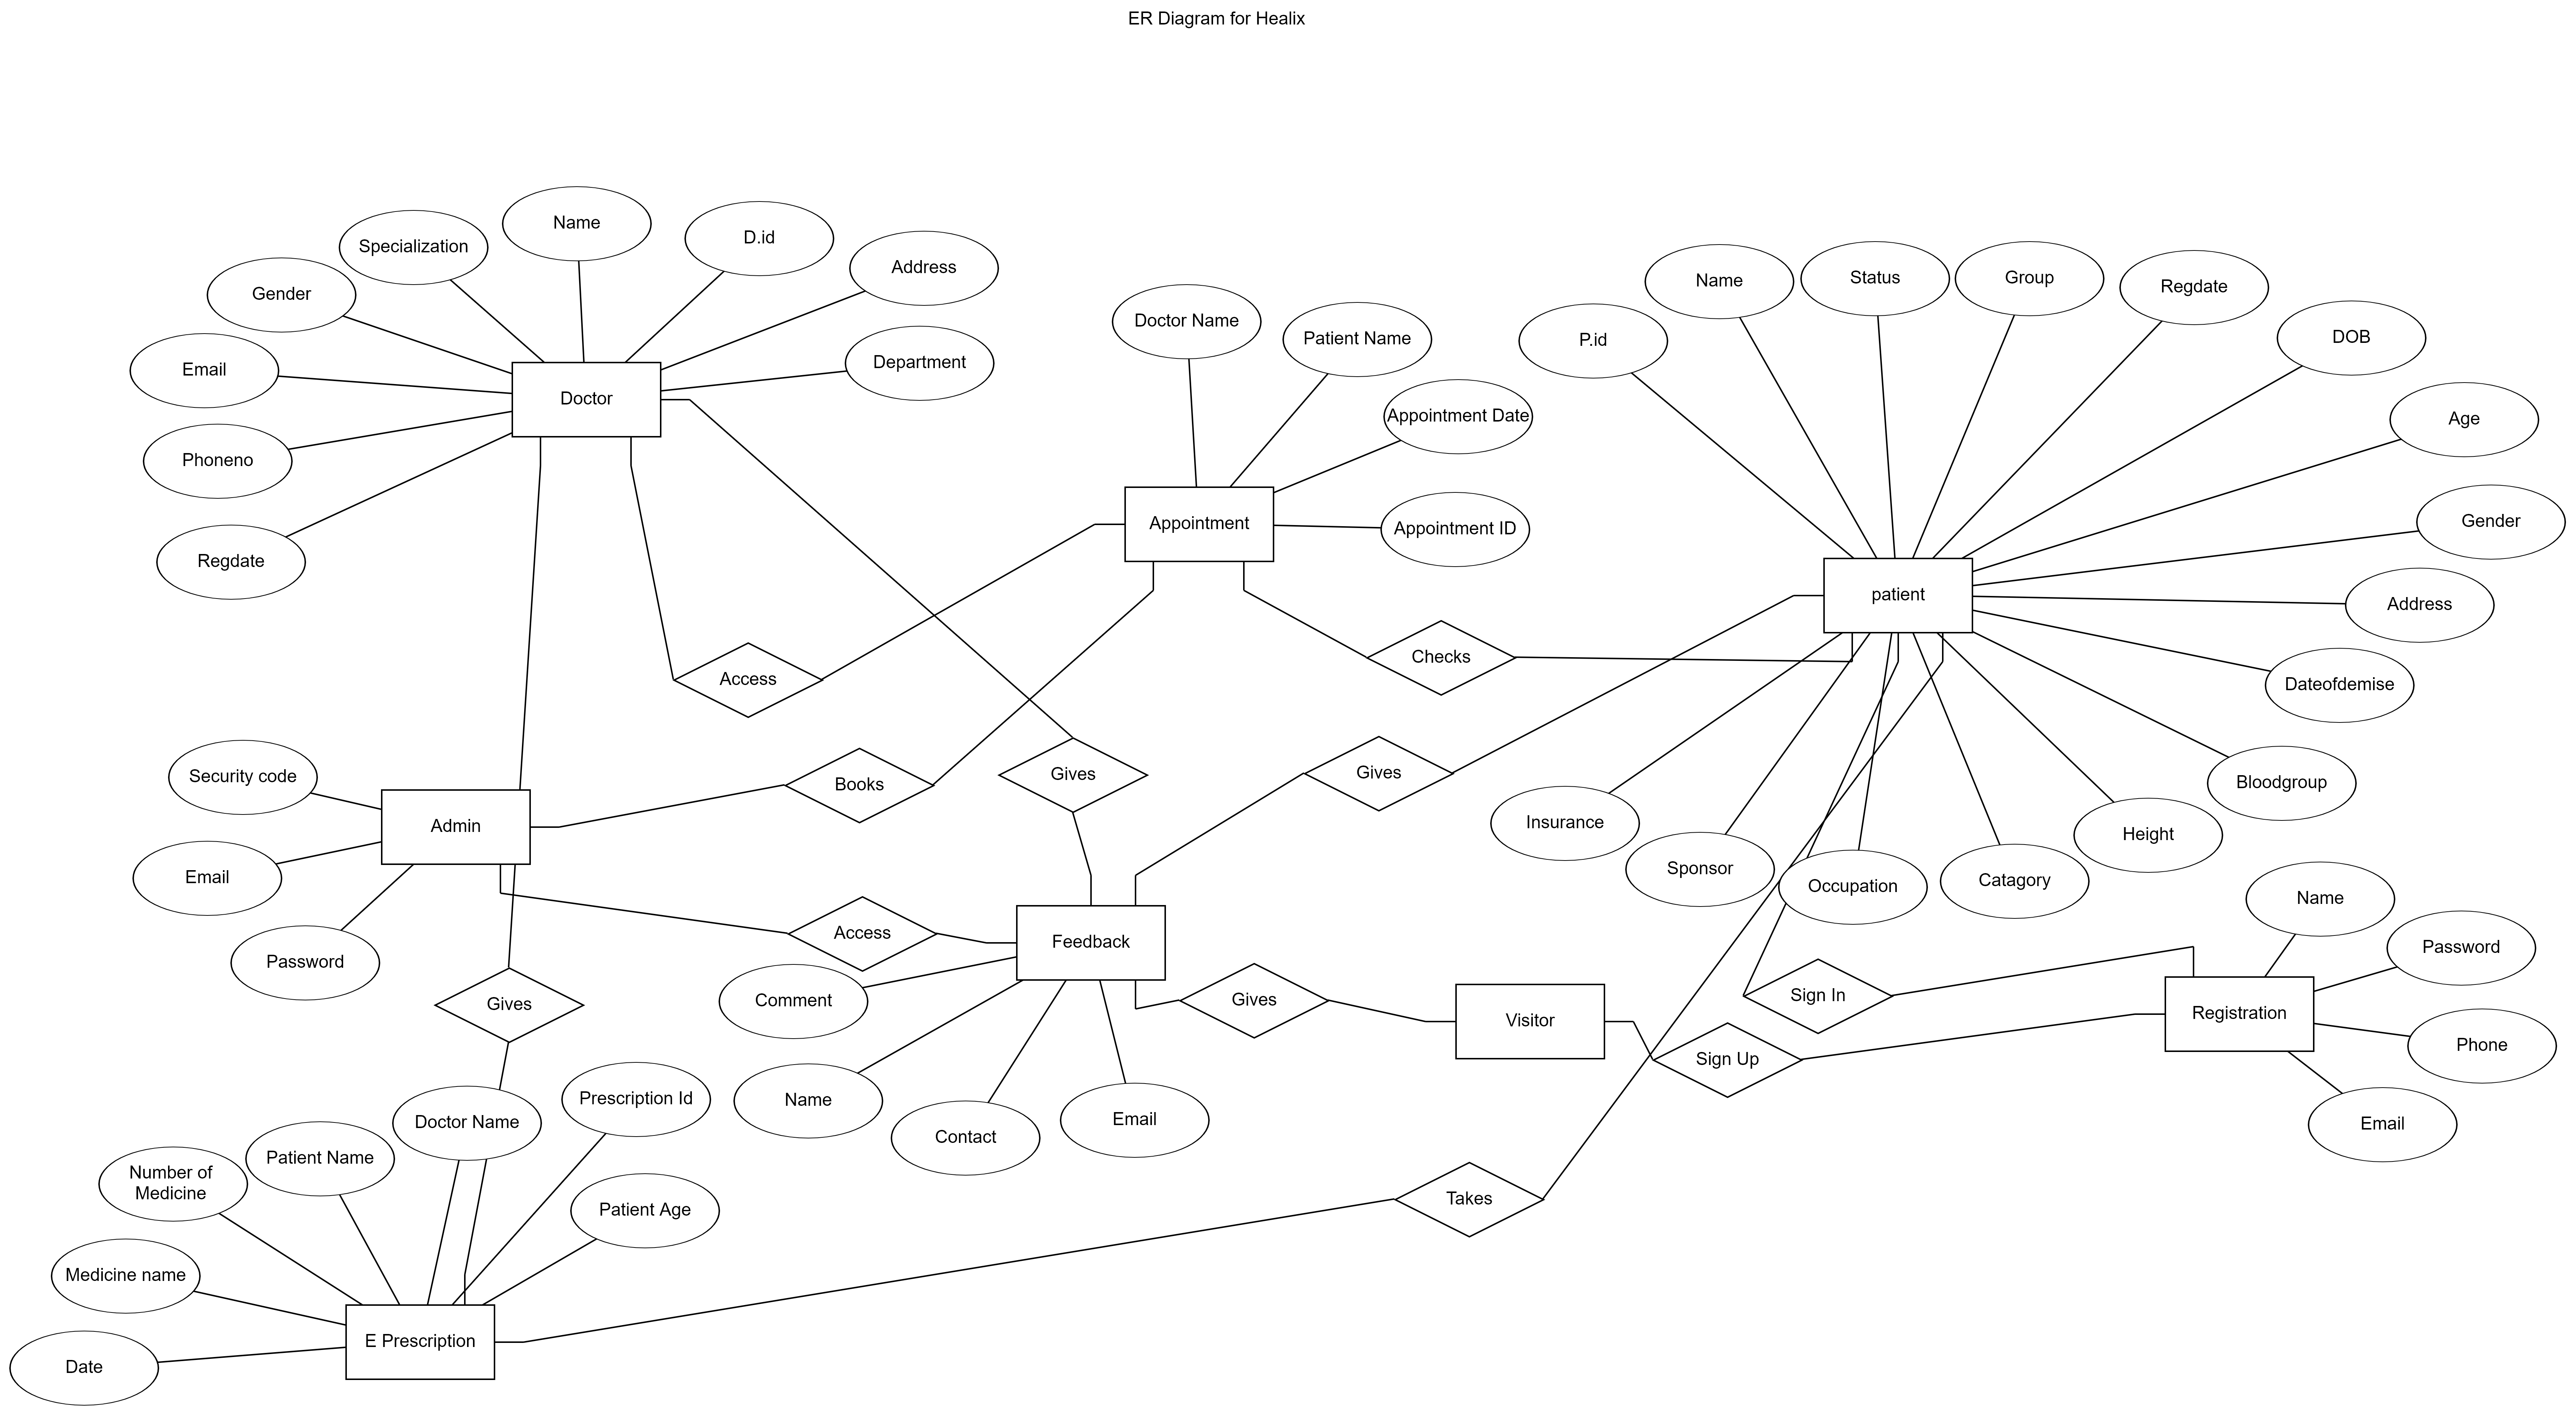 ER Diagram for Healix
Name
Specialization
D.id
Gender
Address
Email
Department
Doctor
Phoneno
Regdate
Doctor Name
Patient Name
Appointment Date
Appointment ID
Appointment
P.id
Name
Status
Group
Regdate
DOB
Age
Gender
Address
Dateofdemise
Bloodgroup
Height
Catagory
Occupation
Sponsor
Insurance
patient
Access
Checks
Books
Gives
Gives
Security code
Admin
Email
Password
Access
Feedback
Comment
Name
Contact
Email
Gives
Visitor
Sign In
Sign Up
Registration
Name
Password
Phone
Email
Gives
Doctor Name
Prescription Id
Patient Name
Number of
Medicine
Patient Age
Medicine name
Date
E Prescription
Takes